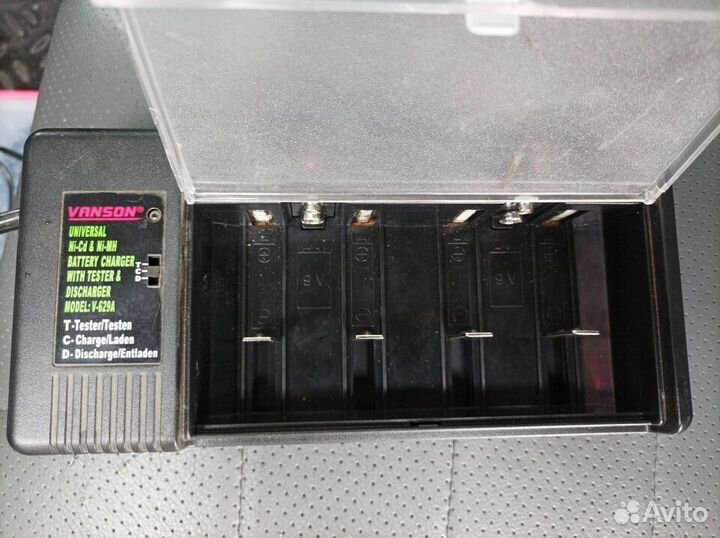 VANSON®
UNIVERSAL
Ni-Cd & Ni-MH
BATTERY CHARGER
WITH TESTER &
DISCHARGER
MODEL: V-629A
T
C
D
T-Tester/Testen
C-Charge/Laden
D-Discharge/Entladen
9V
9V
Avito